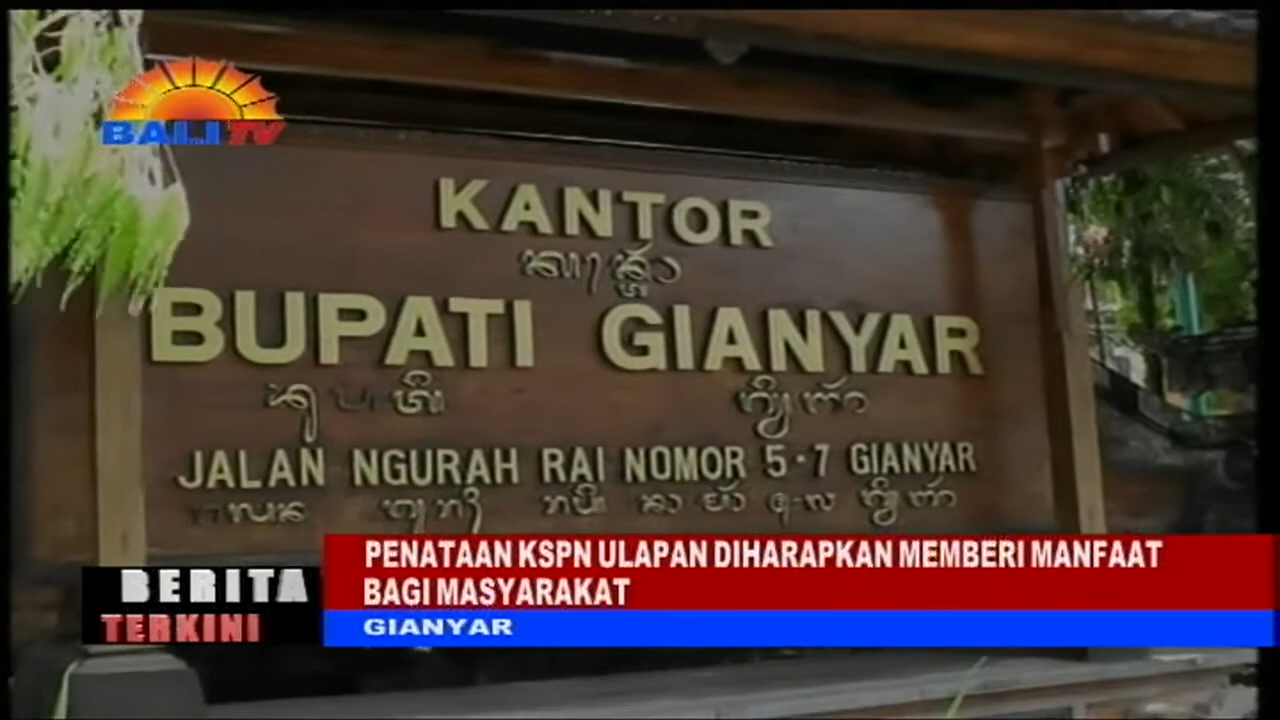 BALI TV
KANTOR
BUPATI GIANYAR
JALAN NGURAH RAI NOMOR 5-7 GIANYAR
PENATAAN KSPN ULAPAN DIHARAPKAN MEMBERI MANFAAT
BAGI MASYARAKAT
BERITA
TERKINI
GIANYAR